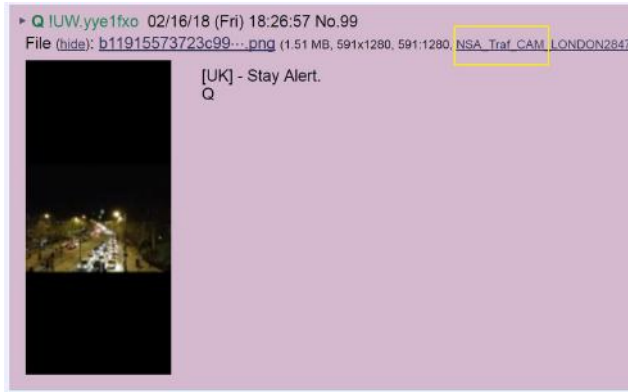 ▸ Q !UW.yye1fxo 02/16/18 (Fri) 18:26:57 No.99
File (hide): b11915573723c99···.png (1.51 MB, 591x1280, 591:1280, NSA_Traf_CAM_LONDON2847
[UK] - Stay Alert.
Q